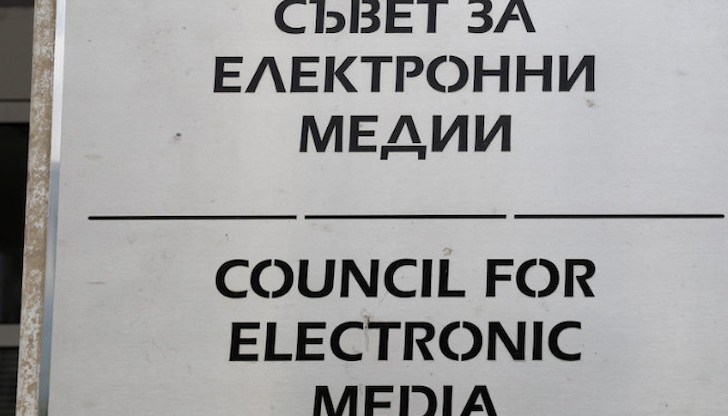 СЪВЕТ ЗА
ЕЛЕКТРОННИ
МЕДИИ
COUNCIL FOR
ELECTRONIC
MEDIA